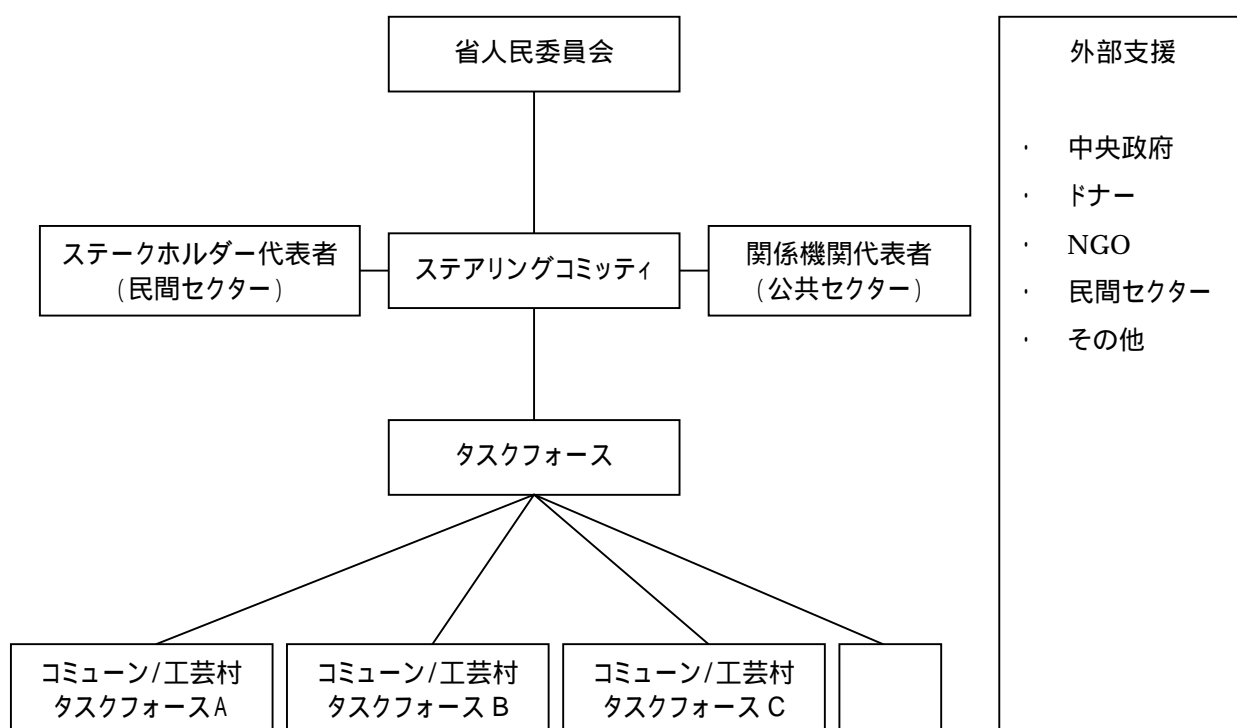 省人民委員会
ステークホルダー代表者
(民間セクター)
ステアリングコミッティ
関係機関代表者
(公共セクター)
タスクフォース
コミューン/工芸村
タスクフォースA
コミューン/工芸村
タスクフォース B
コミューン/工芸村
タスクフォース C
外部支援
・ 中央政府
・ ドナー
・ NGO
・ 民間セクター
・ その他